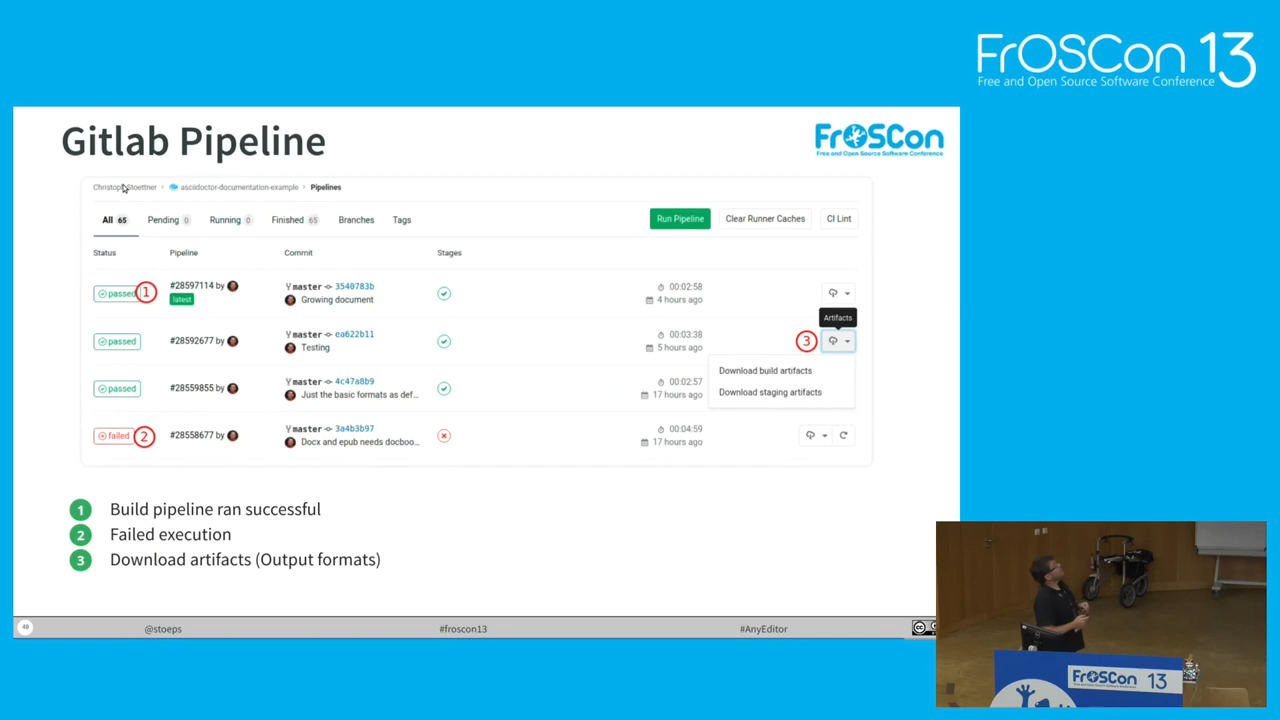 FrOSCon 13
Free and Open Source Software Conference
Gitlab Pipeline
FrOSCon
Free and Open Source Software Conference
Christoph Stoettner › asciidoctor-documentation-example › Pipelines
All 65 Pending 0 Running 0 Finished 65 Branches Tags Run Pipeline Clear Runner Caches CI Lint
Status Pipeline Commit Stages
passed 1 #28597114 by master 3540783b 00:02:58
latest Growing document 4 hours ago
Artifacts
passed #28592677 by master ea622b11 00:03:38 3
Testing 5 hours ago
Download build artifacts
Download staging artifacts
passed #28559855 by master 4c47a8b9 00:02:57
Just the basic formats as def... 17 hours ago
failed 2 #28558677 by master 3a4b3b97 00:04:59
Docx and epub needs docboo... 17 hours ago
1 Build pipeline ran successful
2 Failed execution
3 Download artifacts (Output formats)
48 @stoeps #froscon13 #AnyEditor
FrOSCon 13